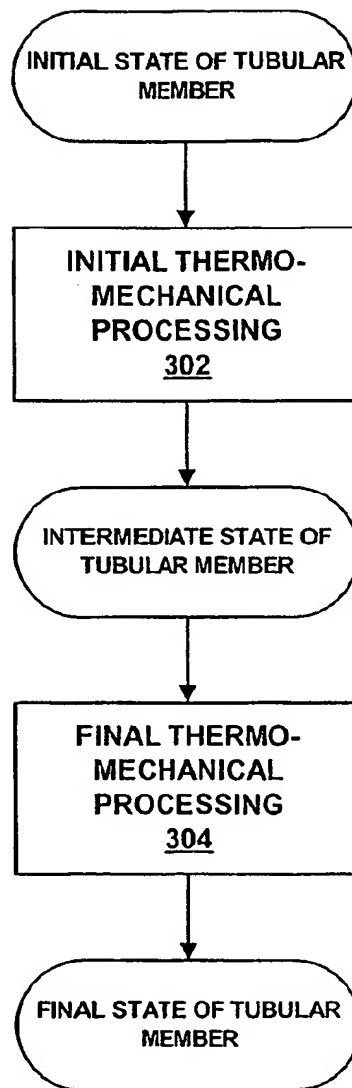 INITIAL STATE OF TUBULAR
MEMBER
INITIAL THERMO-
MECHANICAL
PROCESSING
302
INTERMEDIATE STATE OF
TUBULAR MEMBER
FINAL THERMO-
MECHANICAL
PROCESSING
304
FINAL STATE OF TUBULAR
MEMBER